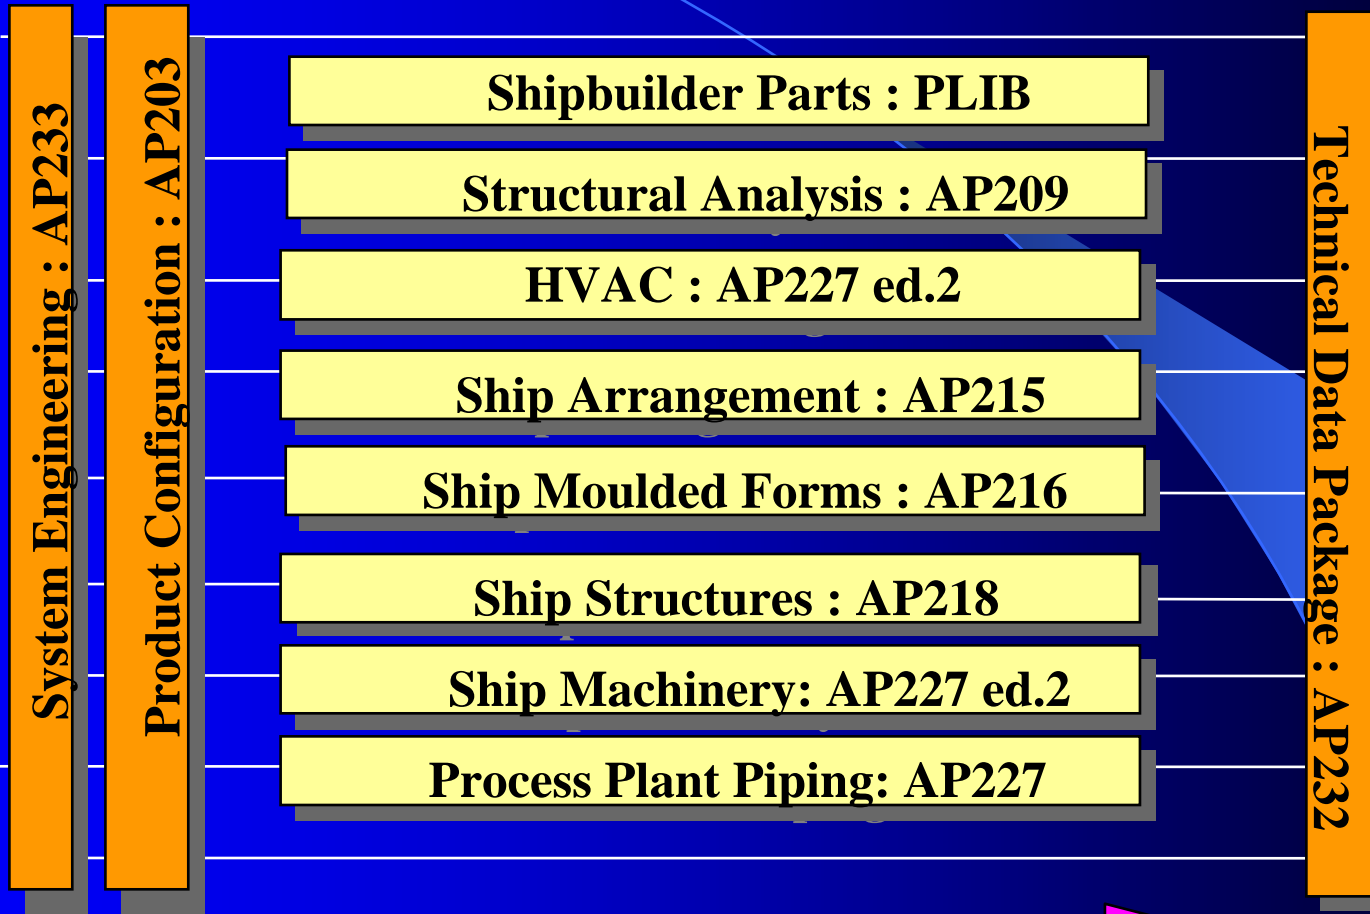 System Engineering : AP233
Product Configuration : AP203
Shipbuilder Parts : PLIB
Structural Analysis : AP209
HVAC : AP227 ed.2
Ship Arrangement : AP215
Ship Moulded Forms : AP216
Ship Structures : AP218
Ship Machinery: AP227 ed.2
Process Plant Piping: AP227
Technical Data Package : AP232